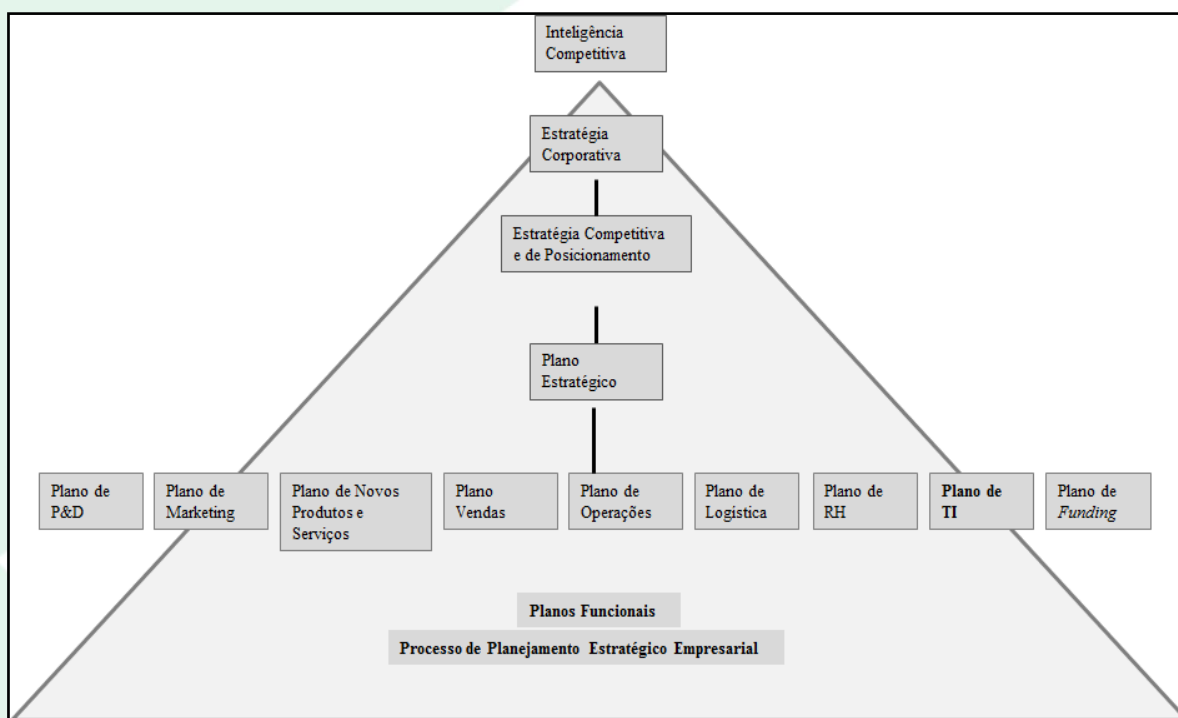 Inteligência
Competitiva
Estratégia
Corporativa
Estratégia Competitiva
e de Posicionamento
Plano
Estratégico
Plano de
P&D
Plano de
Marketing
Plano de Novos
Produtos e
Serviços
Plano
Vendas
Plano de
Operações
Plano de
Logistica
Plano de
RH
Plano de
TI
Plano de
Funding
Planos Funcionais
Processo de Planejamento Estratégico Empresarial